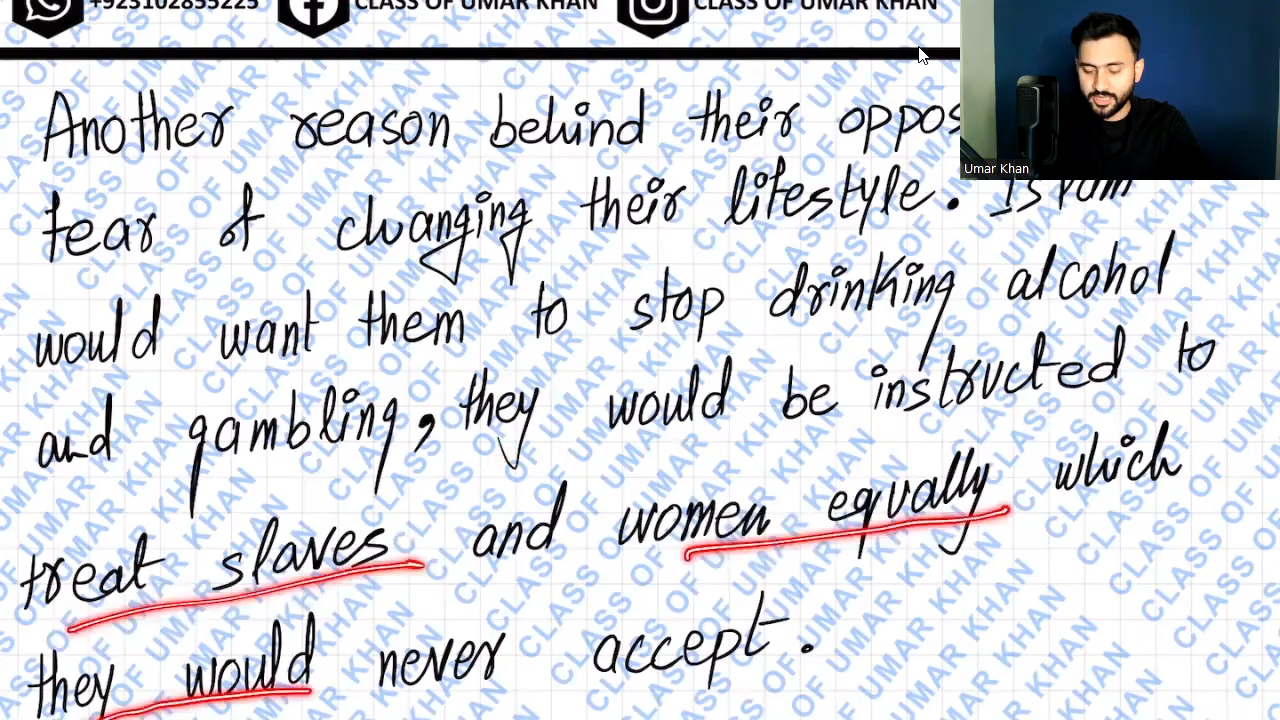 +923102855225 CLASS OF UMAR KHAN CLASS OF UMAR KHAN
Umar Khan
Another reason behind their oppos
fear of changing their lifestyle. Islam
would want them to stop drinking alcohol
and gambling, they would be instructed to
treat slaves and women equally which
they would never accept.